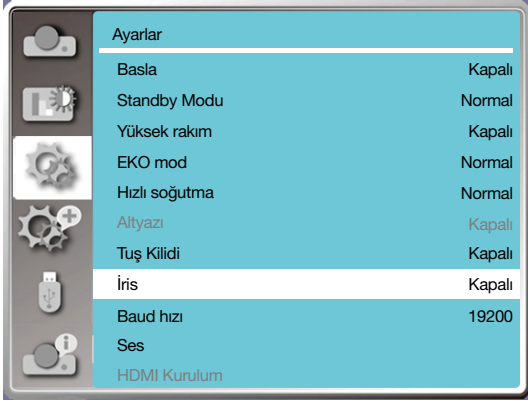 Ayarlar
Basla Kapalı
Standby Modu Normal
Yüksek rakım Kapalı
EKO mod Normal
Hızlı soğutma Normal
Altyazı Kapalı
Tuş Kilidi Kapalı
İris Kapalı
Baud hızı 19200
Ses
HDMI Kurulum